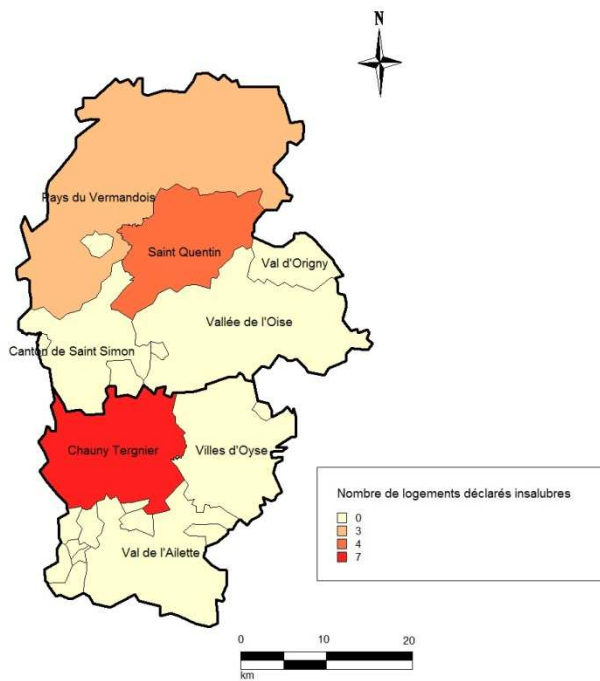 N
Pays du Vermandois
Saint Quentin
Val d'Origny
Vallée de l'Oise
Canton de Saint Simon
Chauny Tergnier
Villes d'Oyse
Val de l'Ailette
Nombre de logements déclarés insalubres
0
3
4
7
0 10 20
km